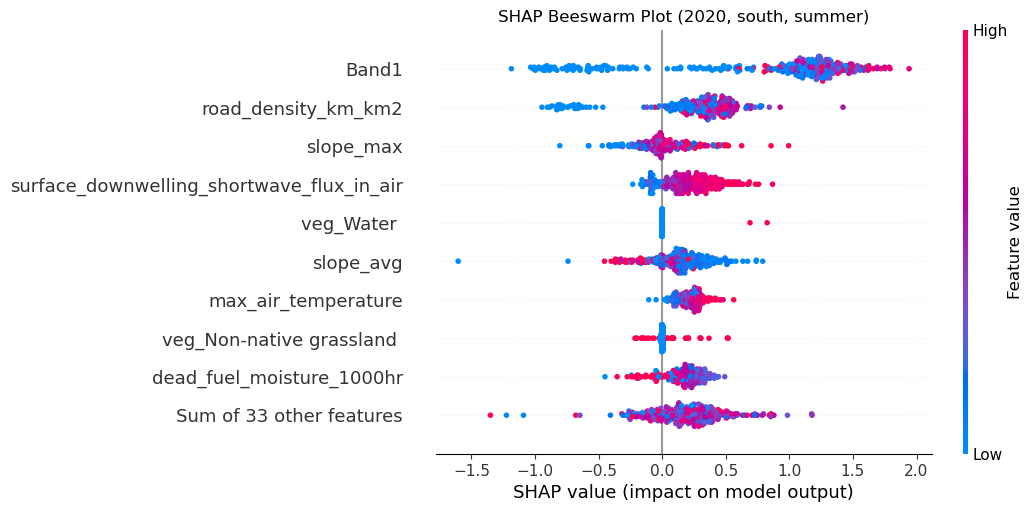 SHAP Beeswarm Plot (2020, south, summer)
High
Band1
road_density_km_km2
slope_max
surface_downwelling_shortwave_flux_in_air
veg_Water
slope_avg
max_air_temperature
veg_Non-native grassland
dead_fuel_moisture_1000hr
Sum of 33 other features
Feature value
Low
−1.5 −1.0 −0.5 0.0 0.5 1.0 1.5 2.0
SHAP value (impact on model output)